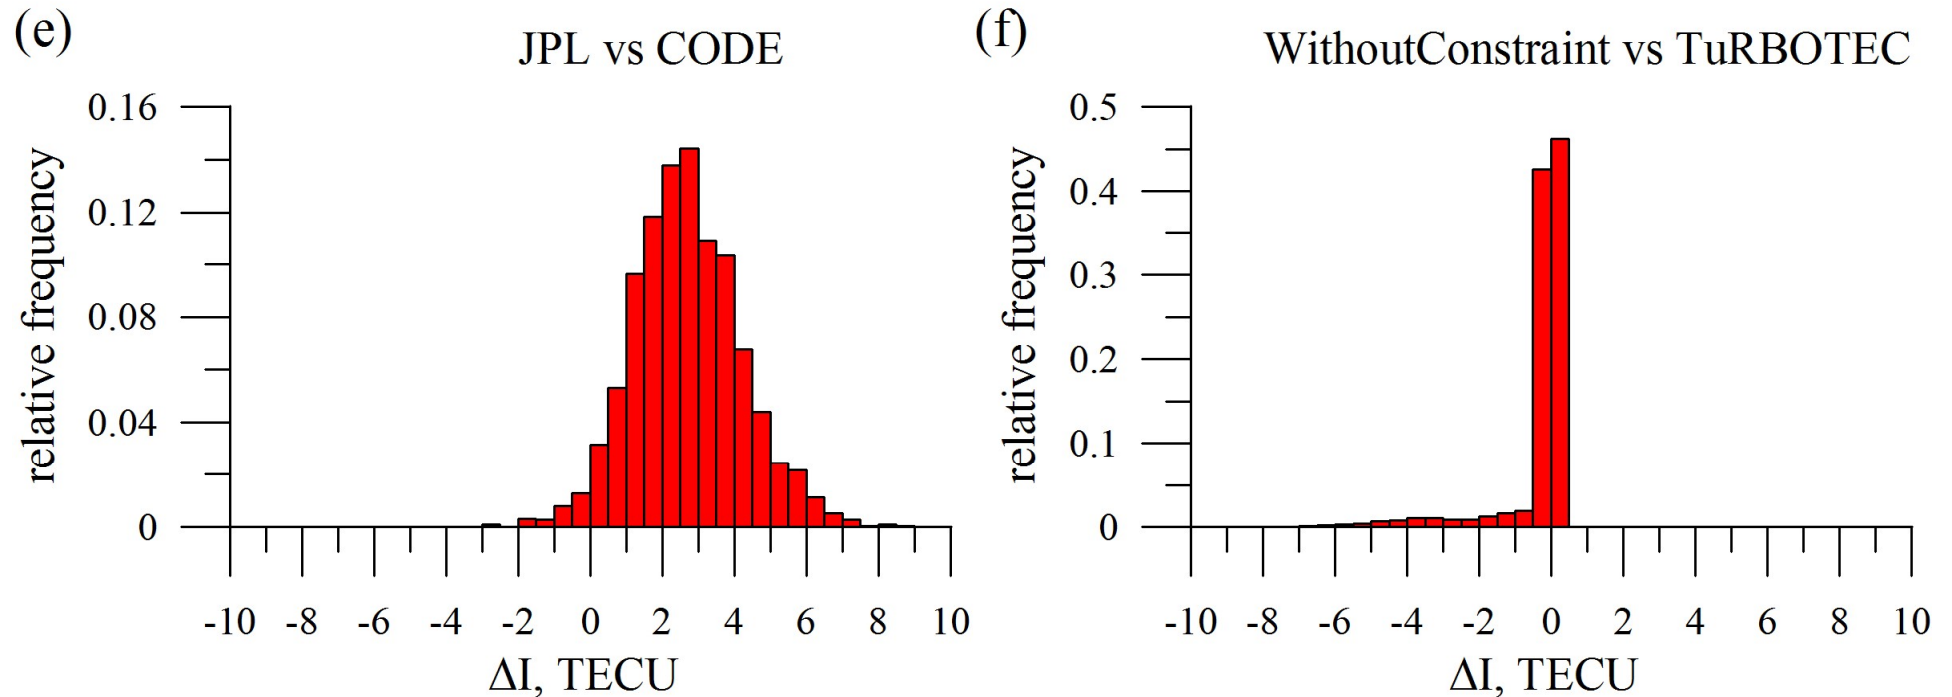 (e)
JPL vs CODE
relative frequency
0.16
0.12
0.08
0.04
0
-10 -8 -6 -4 -2 0 2 4 6 8 10
ΔI, TECU
(f)
WithoutConstraint vs TuRBOTEC
relative frequency
0.5
0.4
0.3
0.2
0.1
0
-10 -8 -6 -4 -2 0 2 4 6 8 10
ΔI, TECU